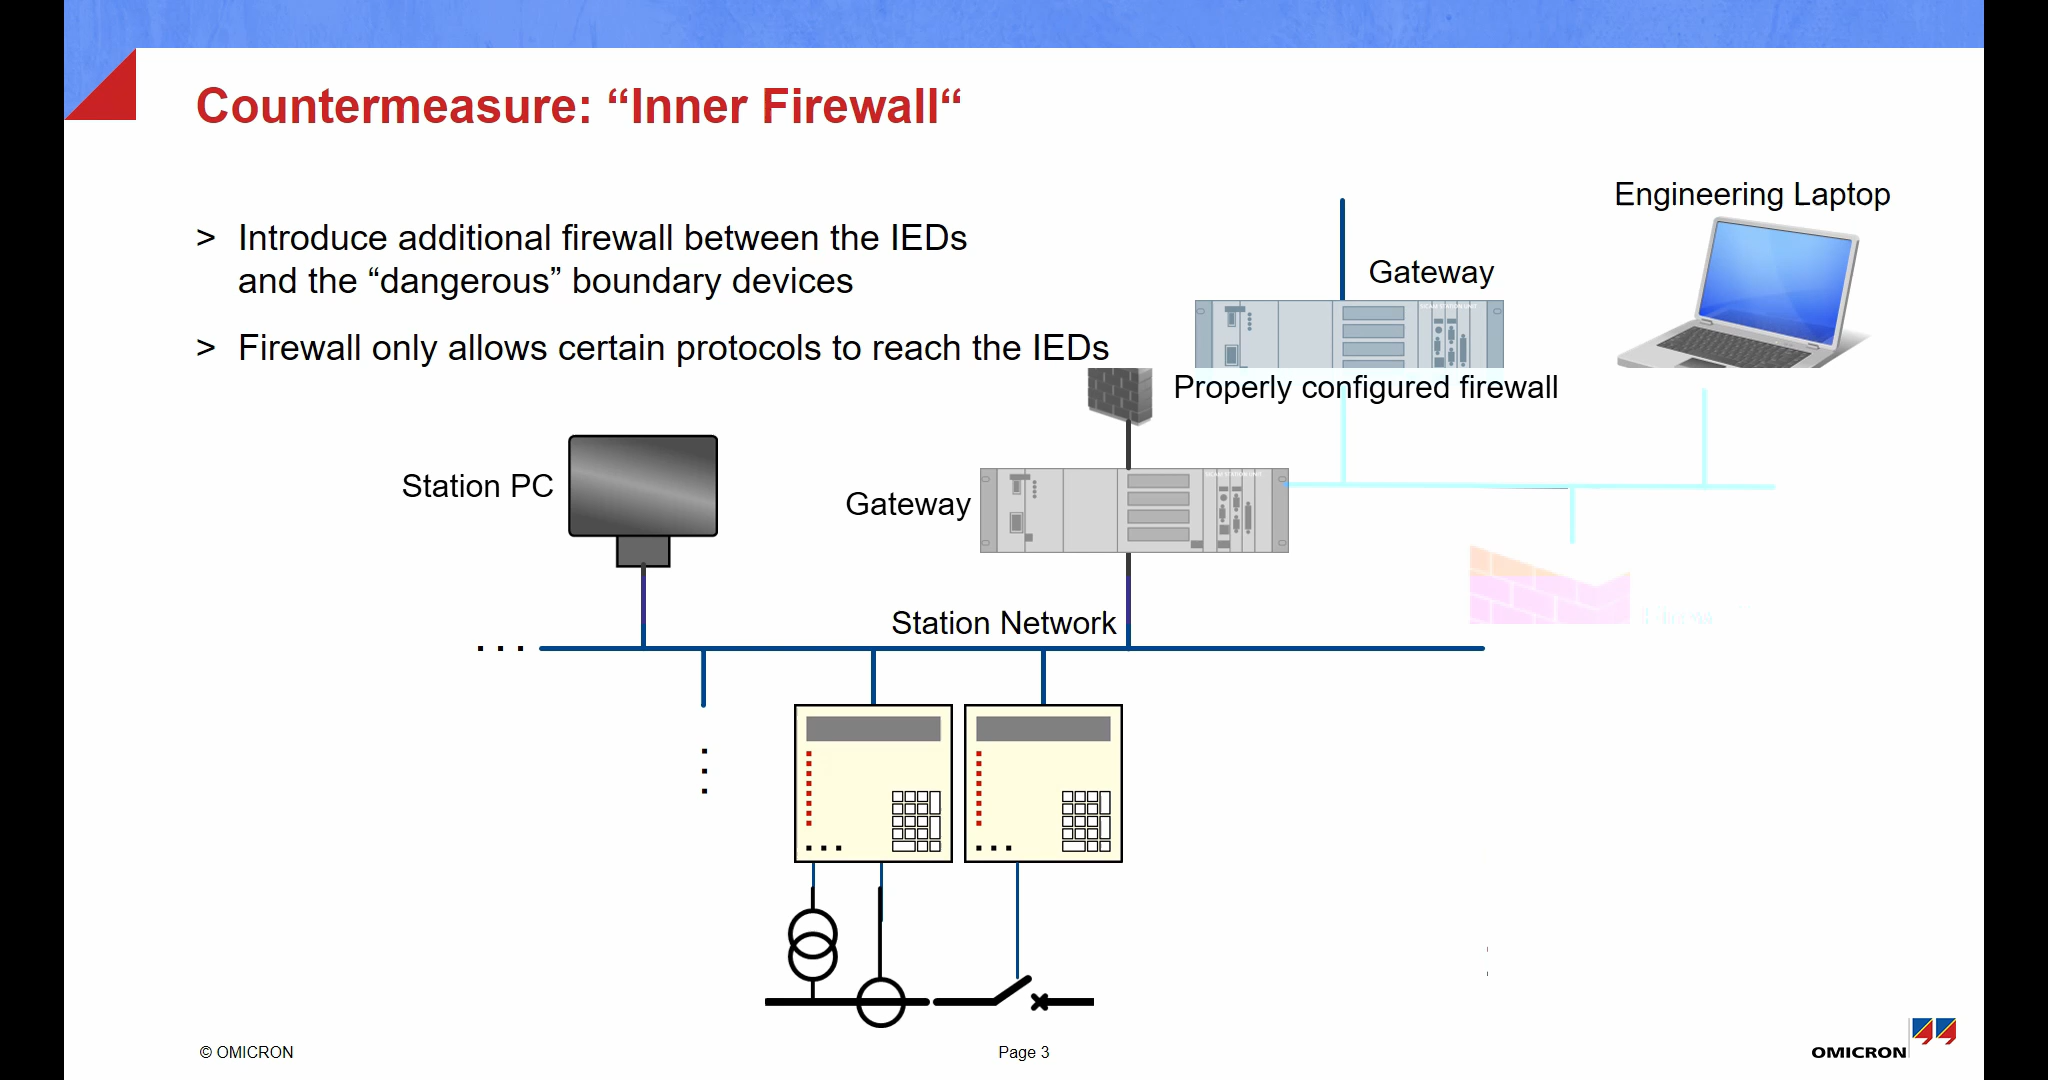 Countermeasure: “Inner Firewall“
> Introduce additional firewall between the IEDs
and the “dangerous” boundary devices
> Firewall only allows certain protocols to reach the IEDs
Engineering Laptop
Gateway
Properly configured firewall
Station PC
Gateway
Station Network
© OMICRON
Page 3
OMICRON